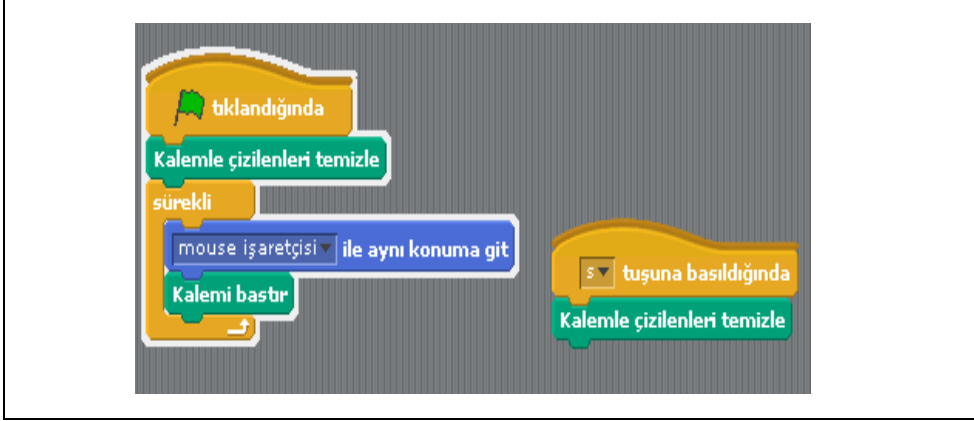 tıklandığında
Kalemle çizilenleri temizle
sürekli
mouse işaretçisi ile aynı konuma git
Kalemi bastır
s tuşuna basıldığında
Kalemle çizilenleri temizle